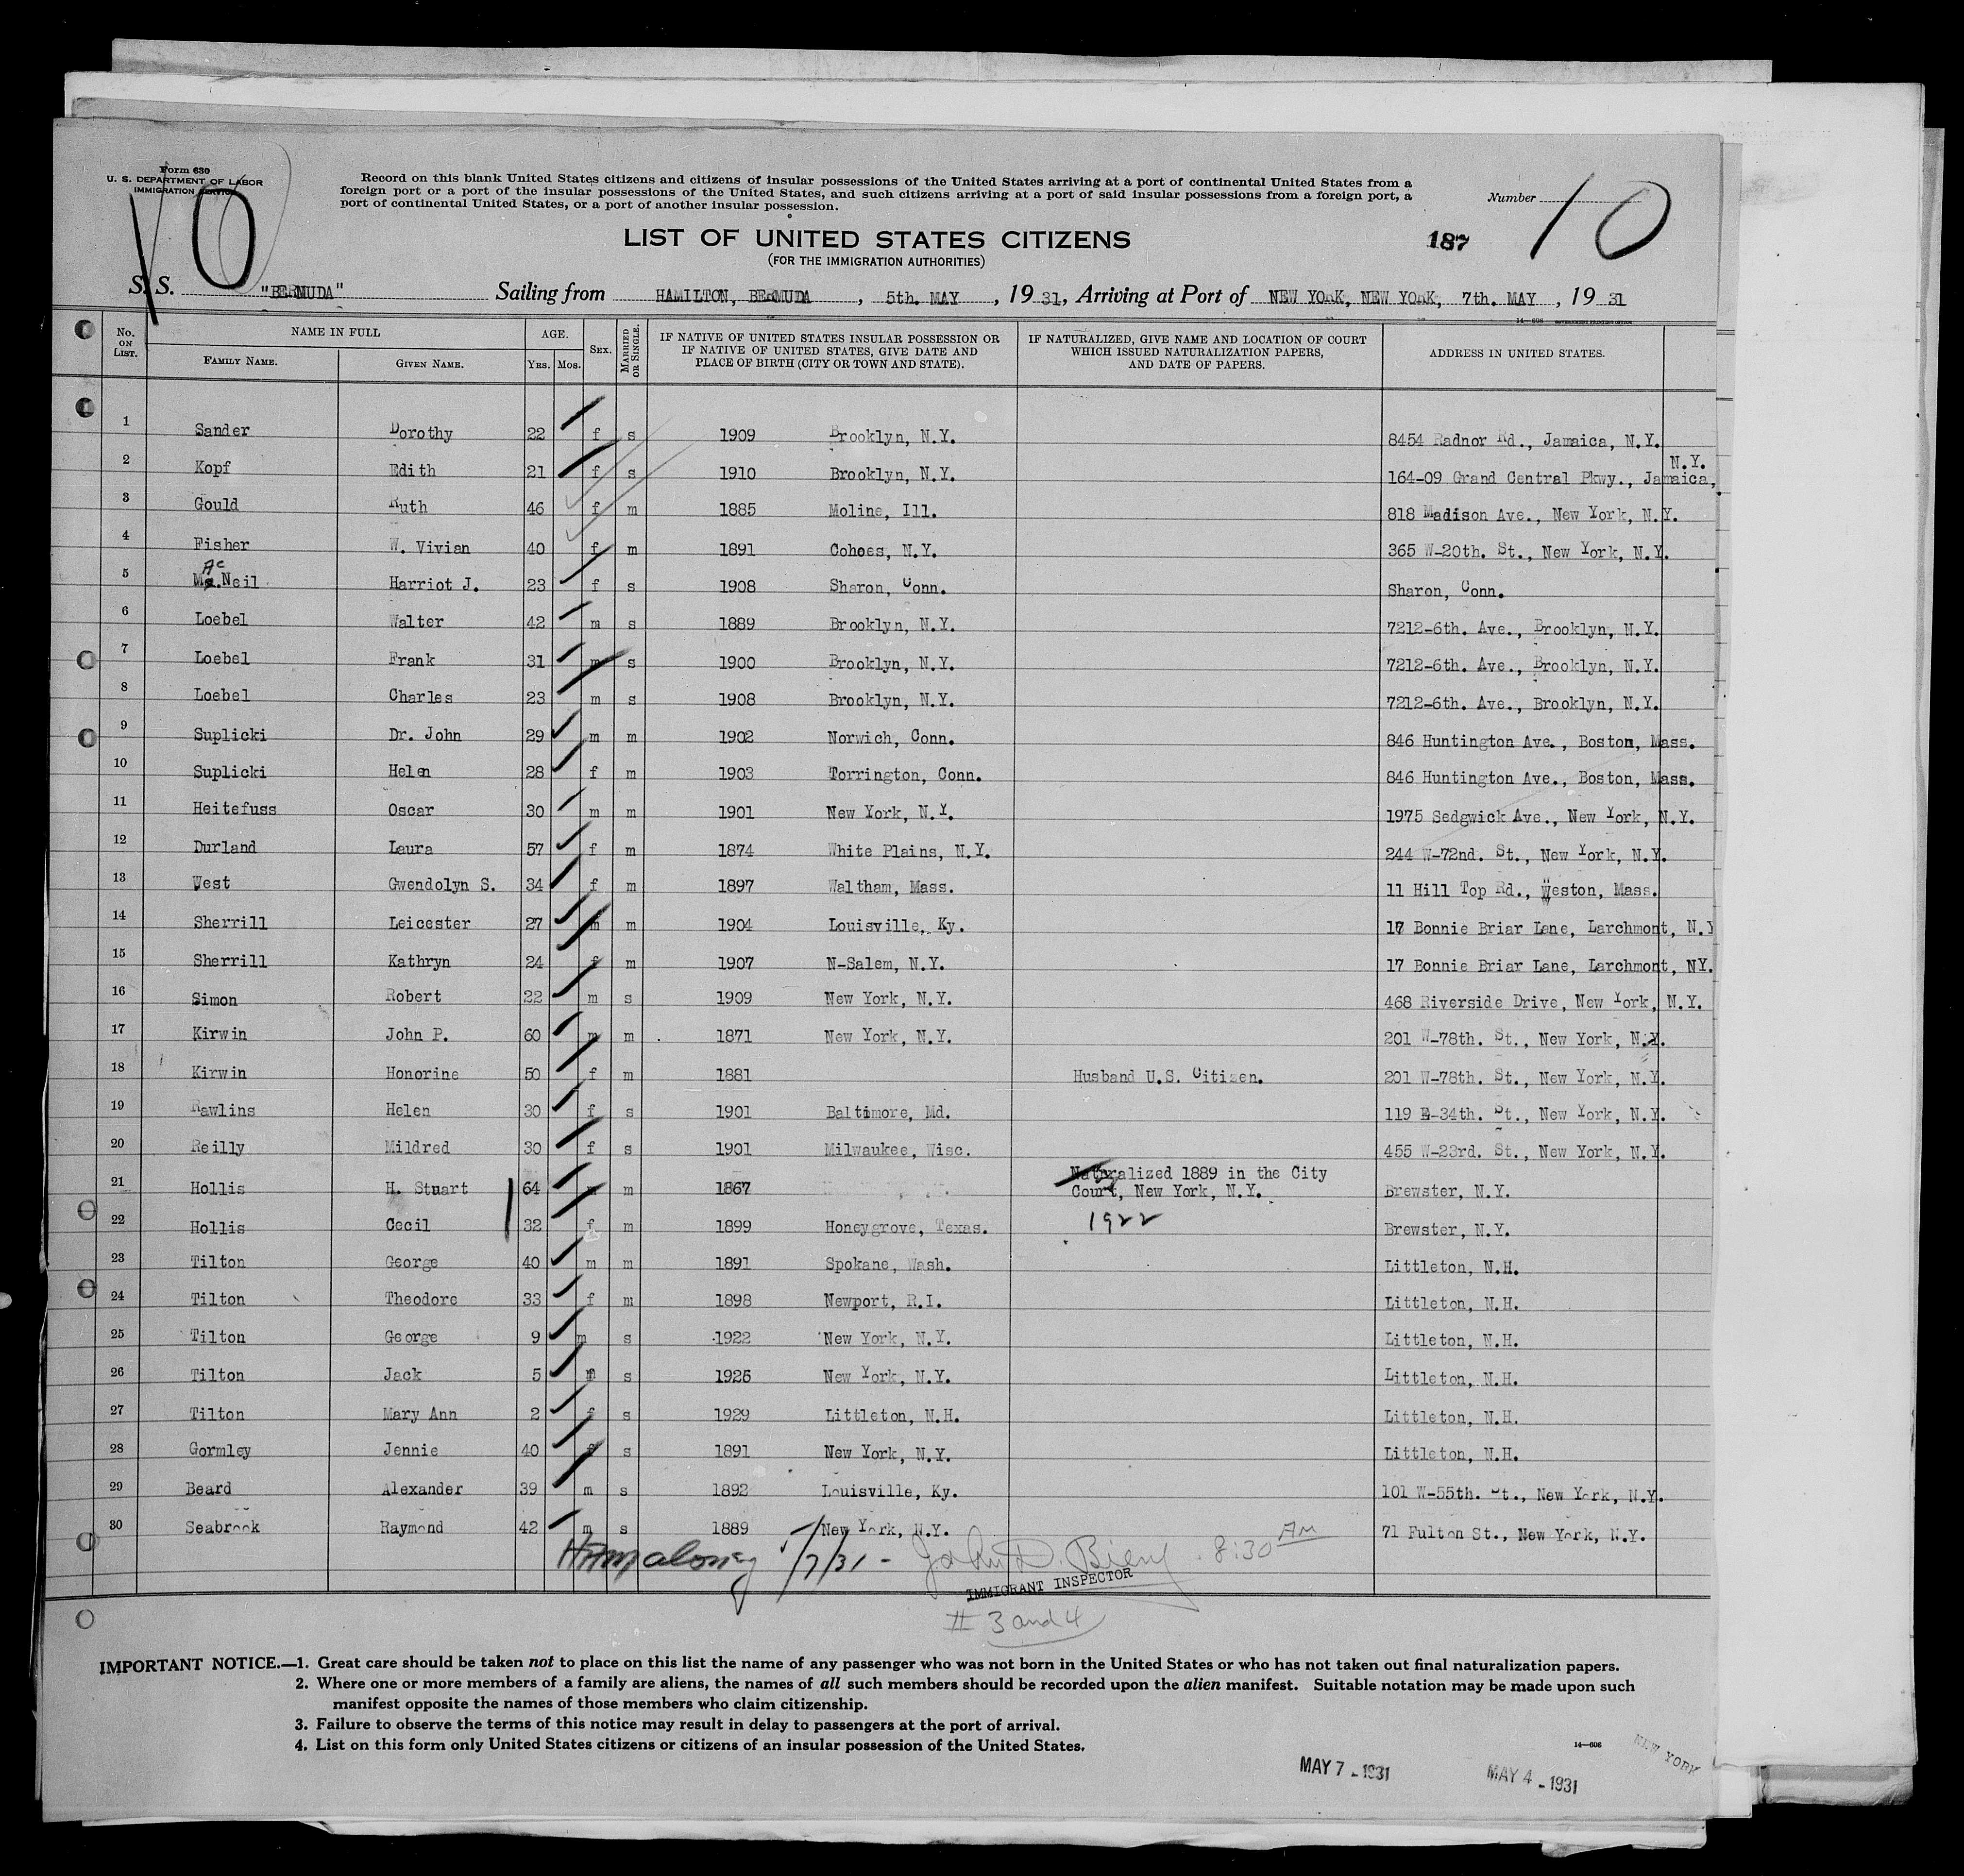 Form 630
U. S. DEPARTMENT OF LABOR
IMMIGRATION SERVICE
10
Record on this blank United States citizens and citizens of insular possessions of the United States arriving at a port of continental United States from a
foreign port or a port of the insular possessions of the United States, and such citizens arriving at a port of said insular possessions from a foreign port, a
port of continental United States, or a port of another insular possession.
Number 10
LIST OF UNITED STATES CITIZENS
187
(FOR THE IMMIGRATION AUTHORITIES)
S. S. "BERMUDA" Sailing from HAMILTON, BERMUDA, 5th. MAY, 1931, Arriving at Port of NEW YORK, NEW YORK, 7th. MAY, 19 31
14—608 GOVERNMENT PRINTING OFFICE
No. ON LIST. NAME IN FULL FAMILY NAME. GIVEN NAME. AGE. YRS. MOS. SEX. MARRIED OR SINGLE. IF NATIVE OF UNITED STATES INSULAR POSSESSION OR IF NATIVE OF UNITED STATES, GIVE DATE AND PLACE OF BIRTH (CITY OR TOWN AND STATE). IF NATURALIZED, GIVE NAME AND LOCATION OF COURT WHICH ISSUED NATURALIZATION PAPERS, AND DATE OF PAPERS. ADDRESS IN UNITED STATES.
1 Sander Dorothy 22 f s 1909 Brooklyn, N.Y. 8454 Radnor Rd., Jamaica, N.Y.
2 Kopf Edith 21 f s 1910 Brooklyn, N.Y. 164-09 Grand Central Pkwy., Jamaica, N.Y.
3 Gould Ruth 46 f m 1885 Moline, Ill. 818 Madison Ave., New York, N.Y.
4 Fisher W. Vivian 40 f m 1891 Cohoes, N.Y. 365 W-20th. St., New York, N.Y.
5 Mac.Neil Harriot J. 23 f s 1908 Sharon, Conn. Sharon, Conn.
6 Loebel Walter 42 m s 1889 Brooklyn, N.Y. 7212-6th. Ave., Brooklyn, N.Y.
7 Loebel Frank 31 m s 1900 Brooklyn, N.Y. 7212-6th. Ave., Brooklyn, N.Y.
8 Loebel Charles 23 m s 1908 Brooklyn, N.Y. 7212-6th. Ave., Brooklyn, N.Y.
9 Suplicki Dr. John 29 m m 1902 Norwich, Conn. 846 Huntington Ave., Boston, Mass.
10 Suplicki Helen 28 f m 1903 Torrington, Conn. 846 Huntington Ave., Boston, Mass.
11 Heitefuss Oscar 30 m m 1901 New York, N.Y. 1975 Sedgwick Ave., New York, N.Y.
12 Durland Laura 57 f m 1874 White Plains, N.Y. 244 W-72nd. St., New York, N.Y.
13 West Gwendolyn S. 34 f m 1897 Waltham, Mass. 11 Hill Top Rd., Weston, Mass.
14 Sherrill Leicester 27 m m 1904 Louisville, Ky. 17 Bonnie Briar Lane, Larchmont, N.Y
15 Sherrill Kathryn 24 f m 1907 N-Salem, N.Y. 17 Bonnie Briar Lane, Larchmont, NY.
16 Simon Robert 22 m s 1909 New York, N.Y. 468 Riverside Drive, New York, N.Y.
17 Kirwin John P. 60 m m 1871 New York, N.Y. 201 W-78th. St., New York, N.Y.
18 Kirwin Honorine 50 f m 1881 Husband U.S. Citizen. 201 W-78th. St., New York, N.Y.
19 Rawlins Helen 30 f s 1901 Baltimore, Md. 119 E-34th. St., New York, N.Y.
20 Reilly Mildred 30 f s 1901 Milwaukee, Wisc. 455 W-23rd. St., New York, N.Y.
21 Hollis H. Stuart 64 m m 1867 Naturalized 1889 in the City Court, New York, N.Y. Brewster, N.Y.
22 Hollis Cecil 32 f m 1899 Honeygrove, Texas. 1922 Brewster, N.Y.
23 Tilton George 40 m m 1891 Spokane, Wash. Littleton, N.H.
24 Tilton Theodore 33 f m 1898 Newport, R.I. Littleton, N.H.
25 Tilton George 9 m s 1922 New York, N.Y. Littleton, N.H.
26 Tilton Jack 5 m s 1926 New York, N.Y. Littleton, N.H.
27 Tilton Mary Ann 2 f s 1929 Littleton, N.H. Littleton, N.H.
28 Gormley Jennie 40 f s 1891 New York, N.Y. Littleton, N.H.
29 Beard Alexander 39 m s 1892 Louisville, Ky. 101 W-55th. St., New York, N.Y.
30 Seabrook Raymond 42 m s 1889 New York, N.Y. 71 Fulton St., New York, N.Y.
HAMaloney 5/7/31 - John D. 8:30 AM
IMMIGRANT INSPECTOR
# 3 and 4
IMPORTANT NOTICE.—1. Great care should be taken not to place on this list the name of any passenger who was not born in the United States or who has not taken out final naturalization papers.
2. Where one or more members of a family are aliens, the names of all such members should be recorded upon the alien manifest. Suitable notation may be made upon such
manifest opposite the names of those members who claim citizenship.
3. Failure to observe the terms of this notice may result in delay to passengers at the port of arrival.
4. List on this form only United States citizens or citizens of an insular possession of the United States.
14—608
NEW YORK
MAY 7 - 1931
MAY 4 - 1931